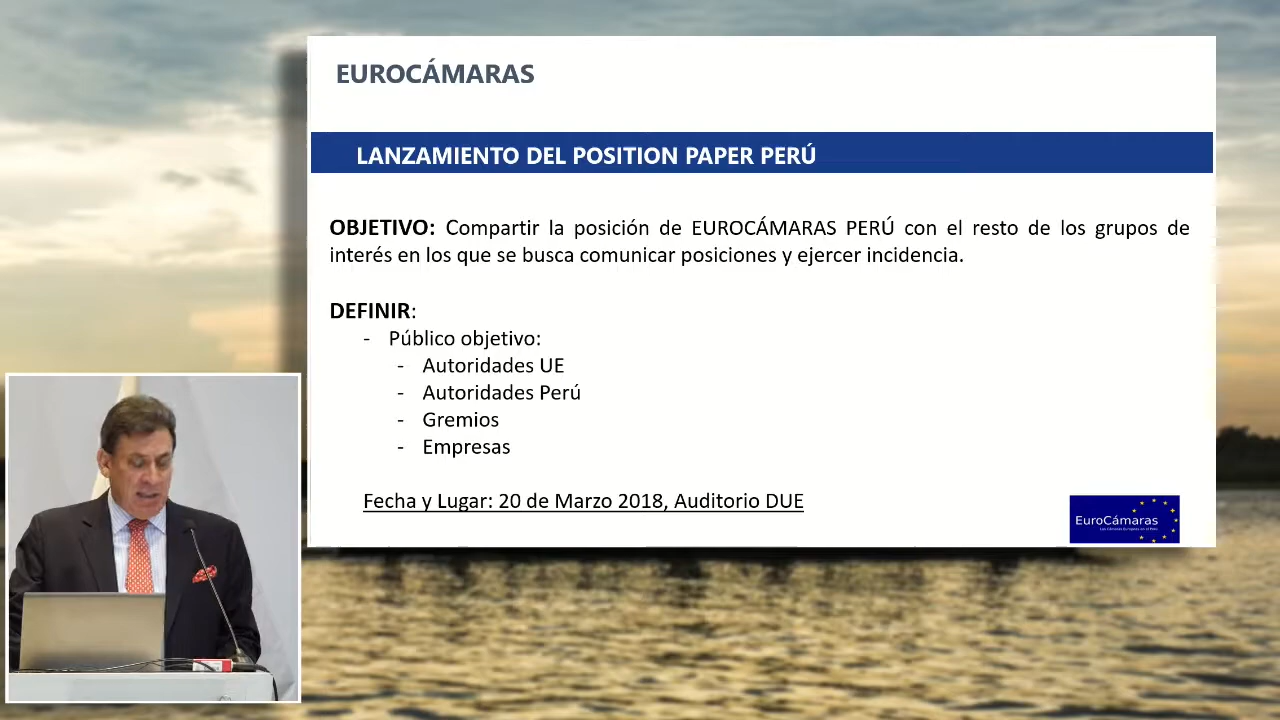 EUROCÁMARAS
LANZAMIENTO DEL POSITION PAPER PERÚ
OBJETIVO: Compartir la posición de EUROCÁMARAS PERÚ con el resto de los grupos de
interés en los que se busca comunicar posiciones y ejercer incidencia.
DEFINIR:
- Público objetivo:
- Autoridades UE
- Autoridades Perú
- Gremios
- Empresas
Fecha y Lugar: 20 de Marzo 2018, Auditorio DUE
EuroCámaras